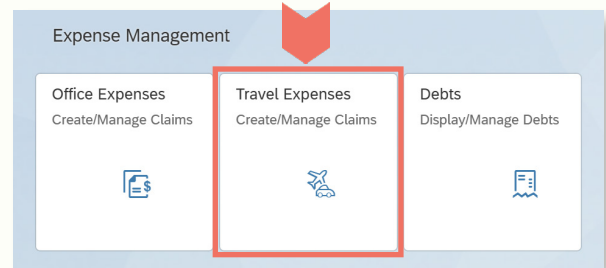 Expense Management
Office Expenses
Create/Manage Claims
$
Travel Expenses
Create/Manage Claims
Debts
Display/Manage Debts